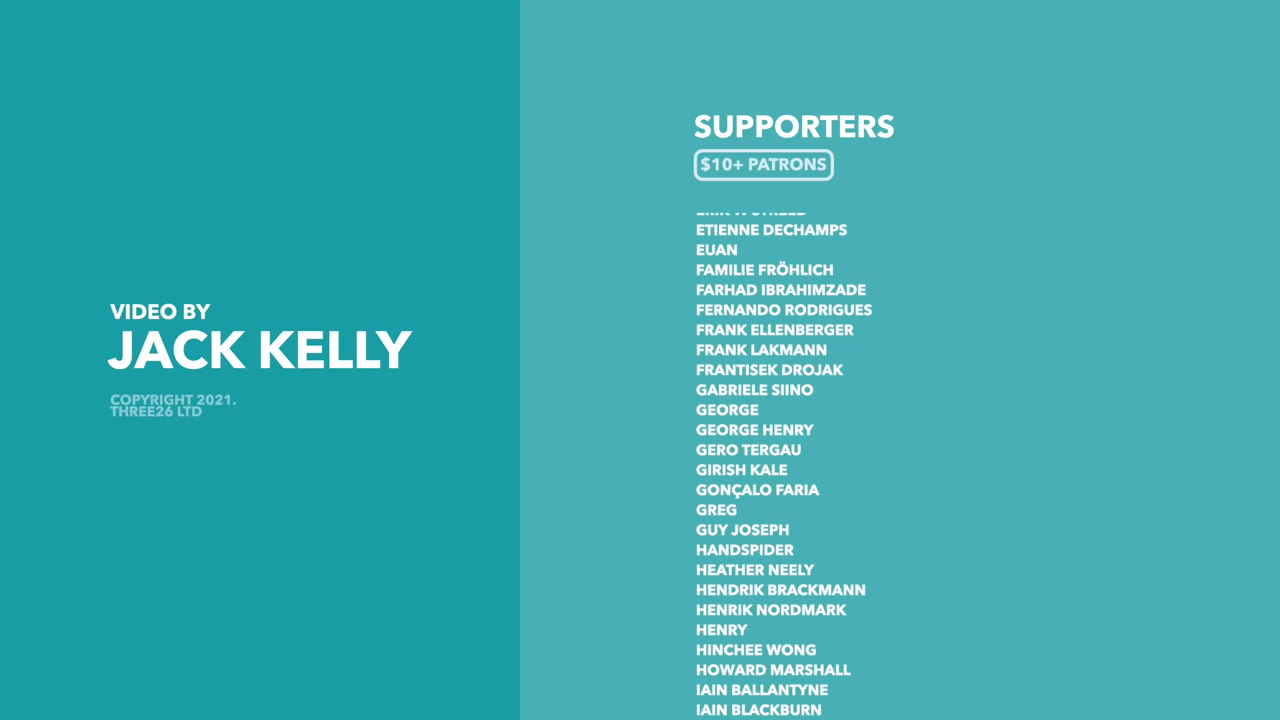 VIDEO BY
JACK KELLY
COPYRIGHT 2021.
THREE26 LTD
SUPPORTERS
$10+ PATRONS
ETIENNE DECHAMPS
EUAN
FAMILIE FRÖHLICH
FARHAD IBRAHIMZADE
FERNANDO RODRIGUES
FRANK ELLENBERGER
FRANK LAKMANN
FRANTISEK DROJAK
GABRIELE SIINO
GEORGE
GEORGE HENRY
GERO TERGAU
GIRISH KALE
GONÇALO FARIA
GREG
GUY JOSEPH
HANDSPIDER
HEATHER NEELY
HENDRIK BRACKMANN
HENRIK NORDMARK
HENRY
HINCHEE WONG
HOWARD MARSHALL
IAIN BALLANTYNE
IAIN BLACKBURN